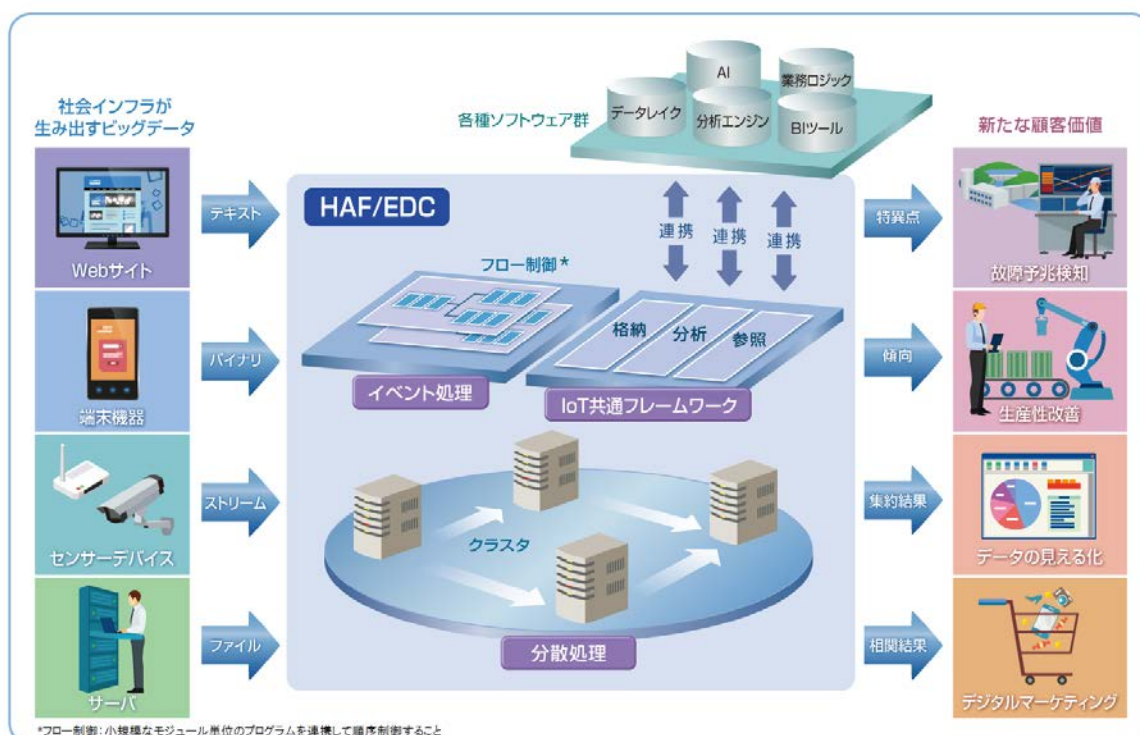 社会インフラが
生み出すビッグデータ
Webサイト
端末機器
センサーデバイス
サーバ
テキスト
バイナリ
ストリーム
ファイル
各種ソフトウェア群
AI
業務ロジック
データレイク
分析エンジン
BIツール
HAF/EDC
連携
連携
連携
フロー制御*
イベント処理
格納
分析
参照
IoT共通フレームワーク
クラスタ
分散処理
特異点
傾向
集約結果
相関結果
新たな顧客価値
故障予兆検知
生産性改善
データの見える化
デジタルマーケティング
*フロー制御:小規模なモジュール単位のプログラムを連携して順序制御すること